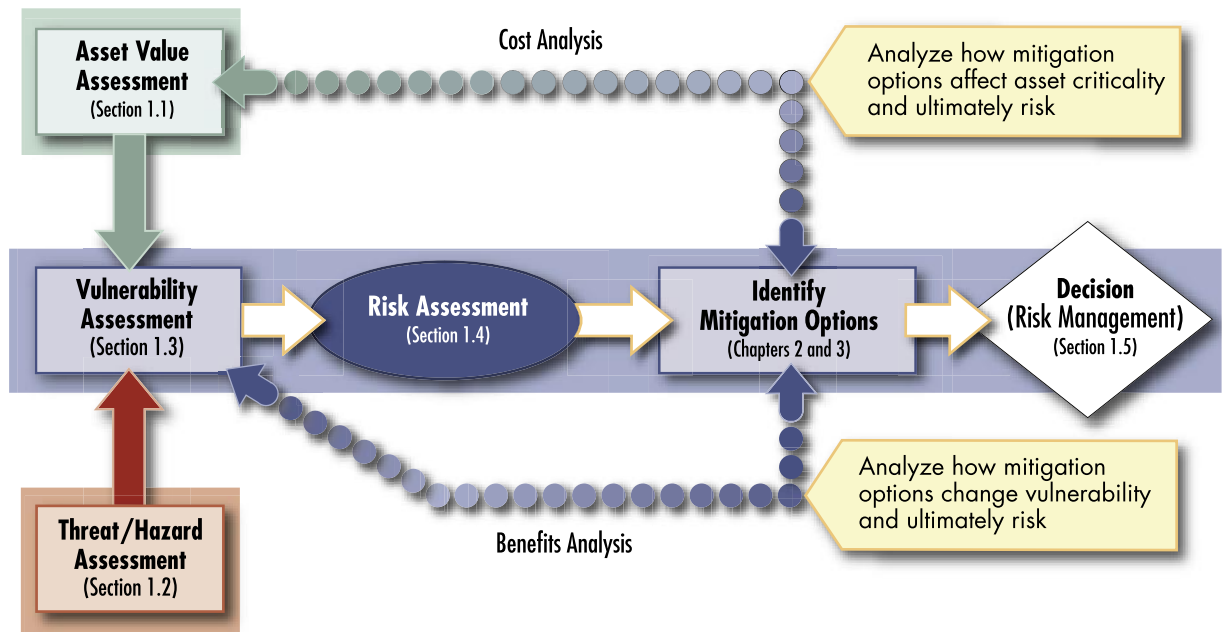 Asset Value
Assessment
(Section 1.1)
Cost Analysis
Analyze how mitigation
options affect asset criticality
and ultimately risk
Vulnerability
Assessment
(Section 1.3)
Risk Assessment
(Section 1.4)
Identify
Mitigation Options
(Chapters 2 and 3)
Decision
(Risk Management)
(Section 1.5)
Threat/Hazard
Assessment
(Section 1.2)
Benefits Analysis
Analyze how mitigation
options change vulnerability
and ultimately risk